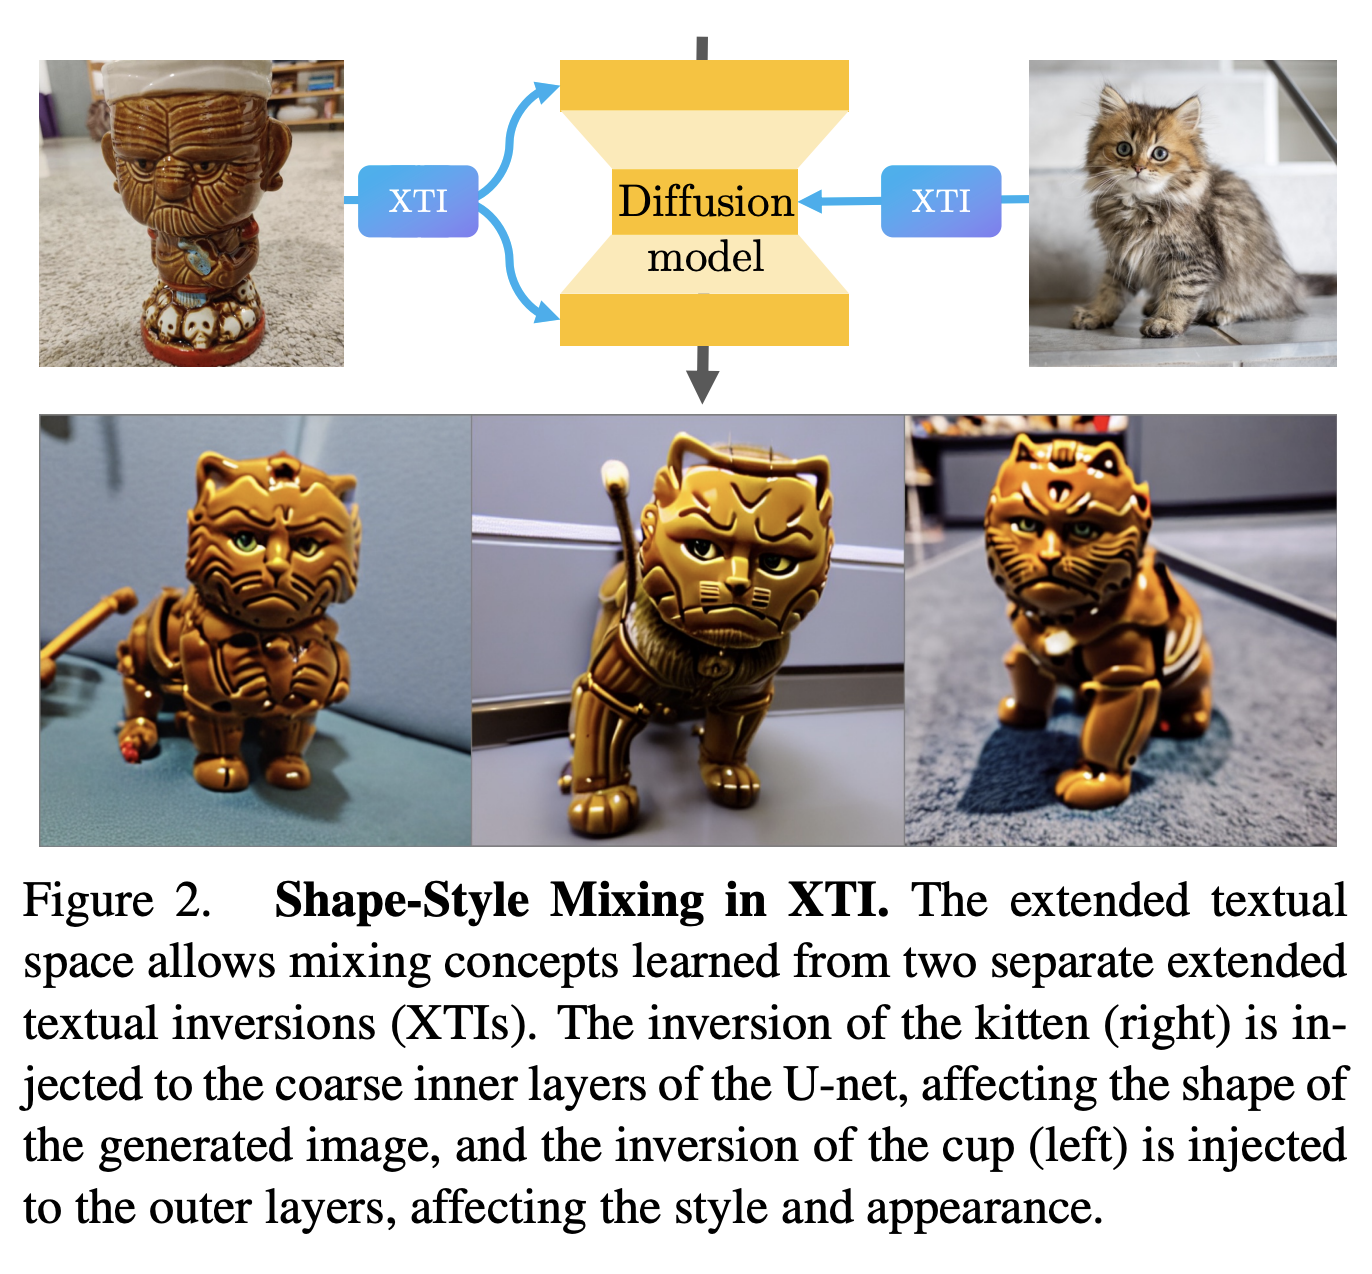 XTI
Diffusion
model
XTI
Figure 2. Shape-Style Mixing in XTI. The extended textual
space allows mixing concepts learned from two separate extended
textual inversions (XTIs). The inversion of the kitten (right) is in-
jected to the coarse inner layers of the U-net, affecting the shape of
the generated image, and the inversion of the cup (left) is injected
to the outer layers, affecting the style and appearance.